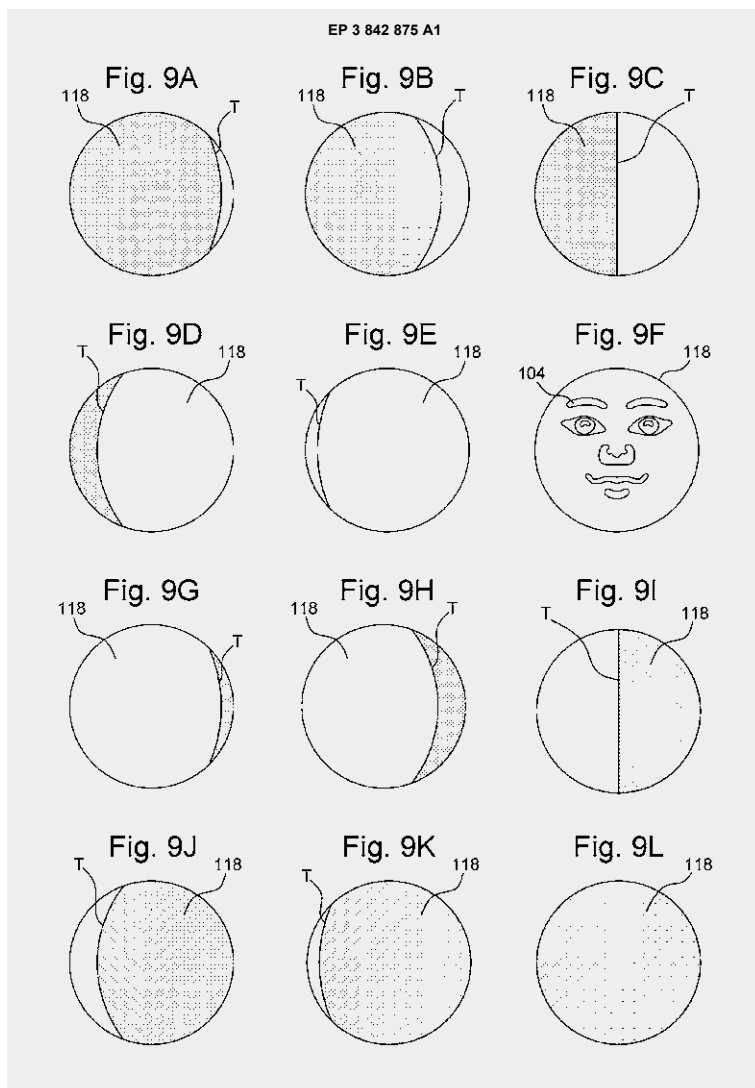 EP 3 842 875 A1
Fig. 9A Fig. 9B Fig. 9C
118 T 118 T 118 T
Fig. 9D Fig. 9E Fig. 9F
T 118 T 118 104 118
Fig. 9G Fig. 9H Fig. 9I
118 T 118 T T 118
Fig. 9J Fig. 9K Fig. 9L
T 118 T 118 118